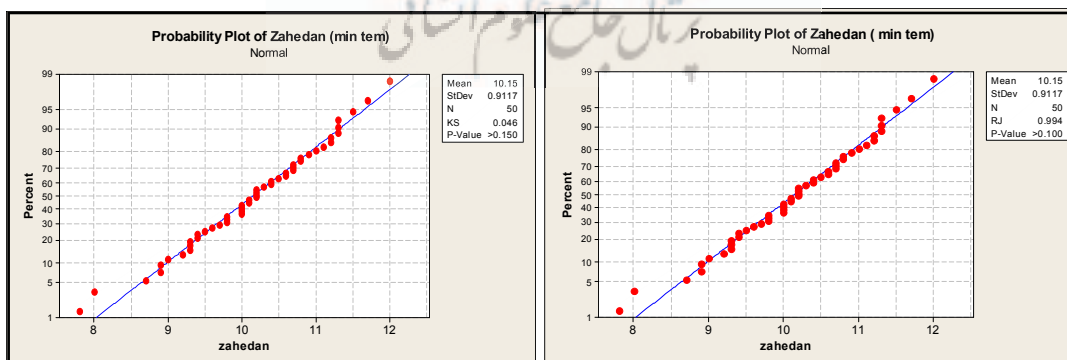 پرتال جامع علوم انسانی
Probability Plot of Zahedan (min tem)
Normal
Percent
99
95
90
80
70
60
50
40
30
20
10
5
1
8 9 10 11 12
zahedan
Mean 10.15
StDev 0.9117
N 50
KS 0.046
P-Value >0.150
Probability Plot of Zahedan ( min tem)
Normal
Percent
99
95
90
80
70
60
50
40
30
20
10
5
1
8 9 10 11 12
zahedan
Mean 10.15
StDev 0.9117
N 50
RJ 0.994
P-Value >0.100